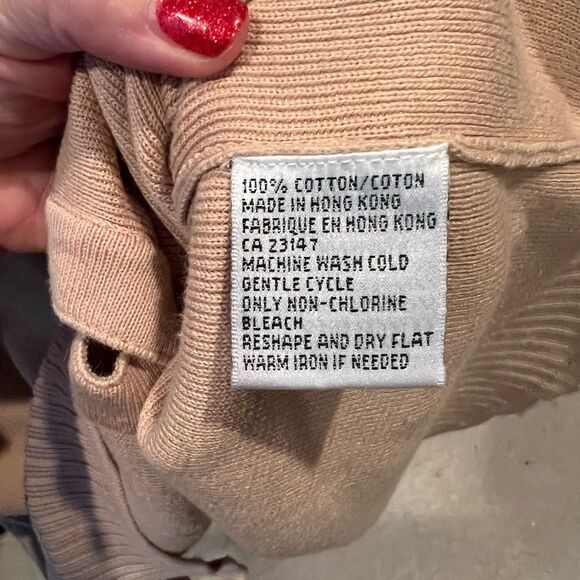 100% COTTON/COTON
MADE IN HONG KONG
FABRIQUE EN HONG KONG
CA 23147
MACHINE WASH COLD
GENTLE CYCLE
ONLY NON-CHLORINE
BLEACH
RESHAPE AND DRY FLAT
WARM IRON IF NEEDED